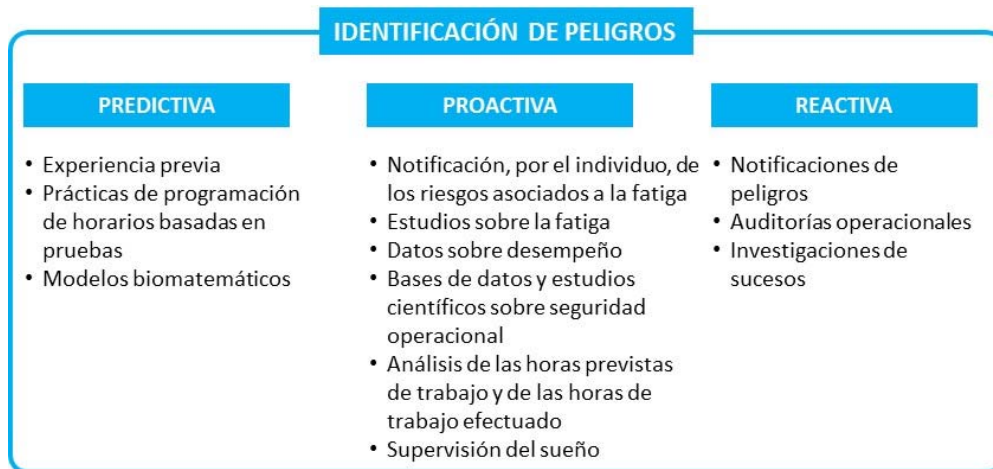 IDENTIFICACIÓN DE PELIGROS
PREDICTIVA
• Experiencia previa
• Prácticas de programación
de horarios basadas en
pruebas
• Modelos biomatemáticos
PROACTIVA
• Notificación, por el individuo, de
los riesgos asociados a la fatiga
• Estudios sobre la fatiga
• Datos sobre desempeño
• Bases de datos y estudios
científicos sobre seguridad
operacional
• Análisis de las horas previstas
de trabajo y de las horas de
trabajo efectuado
• Supervisión del sueño
REACTIVA
• Notificaciones de
peligros
• Auditorías operacionales
• Investigaciones de
sucesos